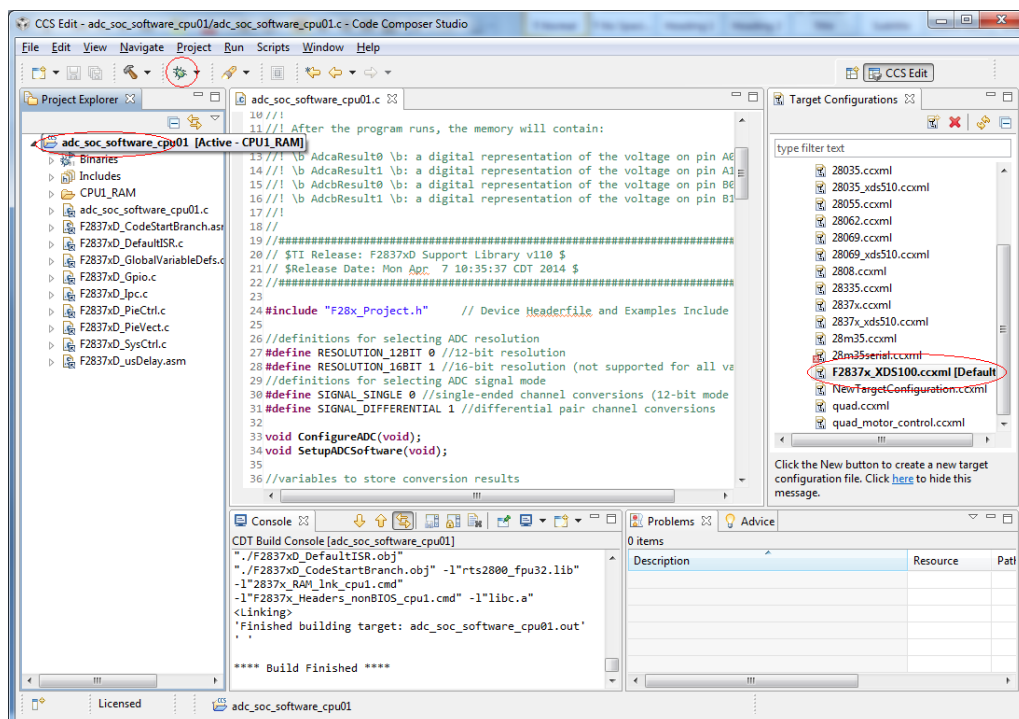 CCS Edit - adc_soc_software_cpu01/adc_soc_software_cpu01.c - Code Composer Studio
File Edit View Navigate Project Run Scripts Window Help
CCS Edit
Project Explorer
adc_soc_software_cpu01 [Active - CPU1_RAM]
Binaries
Includes
CPU1_RAM
adc_soc_software_cpu01.c
F2837xD_CodeStartBranch.asm
F2837xD_DefaultISR.c
F2837xD_GlobalVariableDefs.c
F2837xD_Gpio.c
F2837xD_Ipc.c
F2837xD_PieCtrl.c
F2837xD_PieVect.c
F2837xD_SysCtrl.c
F2837xD_usDelay.asm
adc_soc_software_cpu01.c
10 //!
11 //! After the program runs, the memory will contain:
13 //! \b AdcaResult0 \b: a digital representation of the voltage on pin A0
14 //! \b AdcaResult1 \b: a digital representation of the voltage on pin A1
15 //! \b AdcbResult0 \b: a digital representation of the voltage on pin B0
16 //! \b AdcbResult1 \b: a digital representation of the voltage on pin B1
17 //!
18 //
19 //###########################################################################
20 // $TI Release: F2837xD Support Library v110 $
21 // $Release Date: Mon Apr  7 10:35:37 CDT 2014 $
22 //###########################################################################
23
24 #include "F28x_Project.h"     // Device Headerfile and Examples Include
25
26 //definitions for selecting ADC resolution
27 #define RESOLUTION_12BIT 0 //12-bit resolution
28 #define RESOLUTION_16BIT 1 //16-bit resolution (not supported for all va
29 //definitions for selecting ADC signal mode
30 #define SIGNAL_SINGLE 0 //single-ended channel conversions (12-bit mode
31 #define SIGNAL_DIFFERENTIAL 1 //differential pair channel conversions
32
33 void ConfigureADC(void);
34 void SetupADCSoftware(void);
35
36 //variables to store conversion results
Target Configurations
type filter text
28035.ccxml
28035_xds510.ccxml
28055.ccxml
28062.ccxml
28069.ccxml
28069_xds510.ccxml
2808.ccxml
28335.ccxml
2837x.ccxml
2837x_xds510.ccxml
28m35.ccxml
28m35serial.ccxml
F2837x_XDS100.ccxml [Default
NewTargetConfiguration.ccxml
quad.ccxml
quad_motor_control.ccxml
Click the New button to create a new target
configuration file. Click here to hide this
message.
Console
CDT Build Console [adc_soc_software_cpu01]
"./F2837xD_DefaultISR.obj"
"./F2837xD_CodeStartBranch.obj" -l"rts2800_fpu32.lib"
-l"2837x_RAM_lnk_cpu1.cmd"
-l"F2837x_Headers_nonBIOS_cpu1.cmd" -l"libc.a"
<Linking>
'Finished building target: adc_soc_software_cpu01.out'
' '
**** Build Finished ****
Problems Advice
0 items
Description Resource Path
Licensed adc_soc_software_cpu01